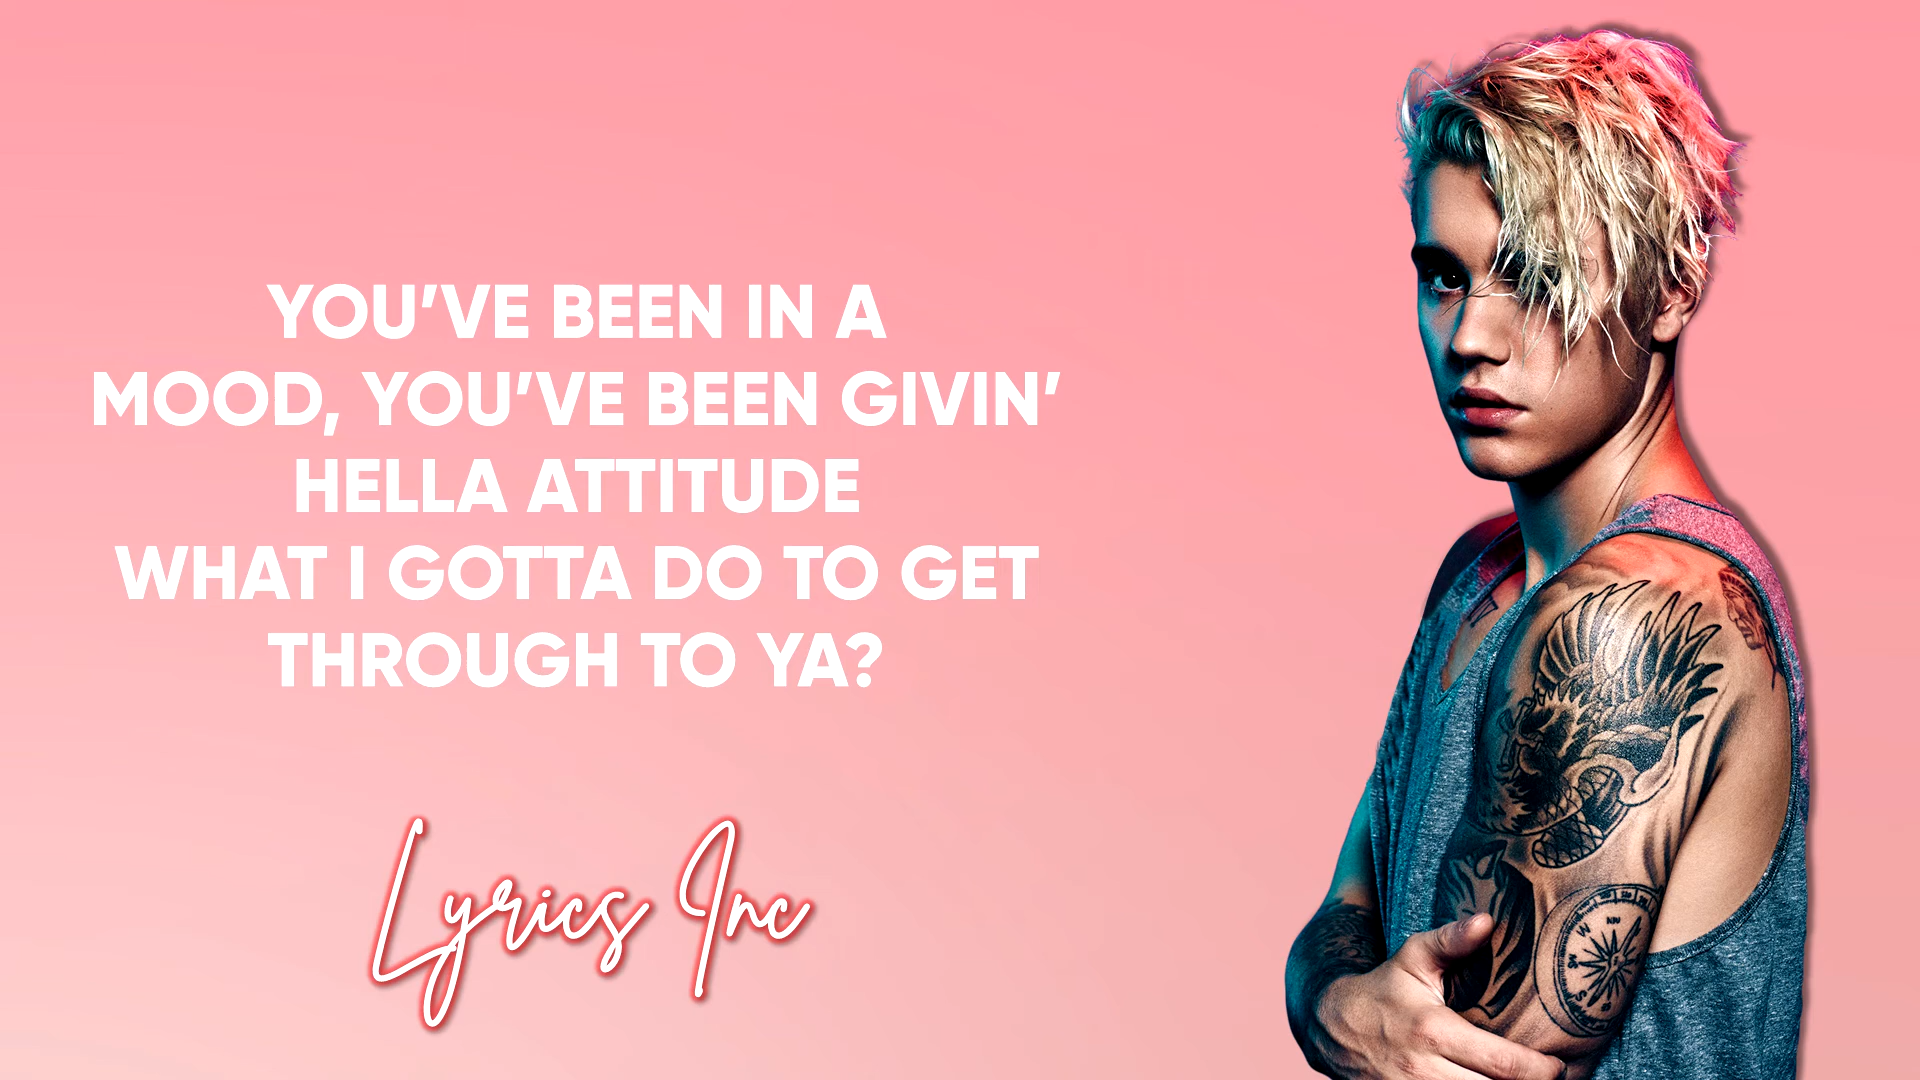 YOU’VE BEEN IN A
MOOD, YOU’VE BEEN GIVIN’
HELLA ATTITUDE
WHAT I GOTTA DO TO GET
THROUGH TO YA?
Lyrics Inc